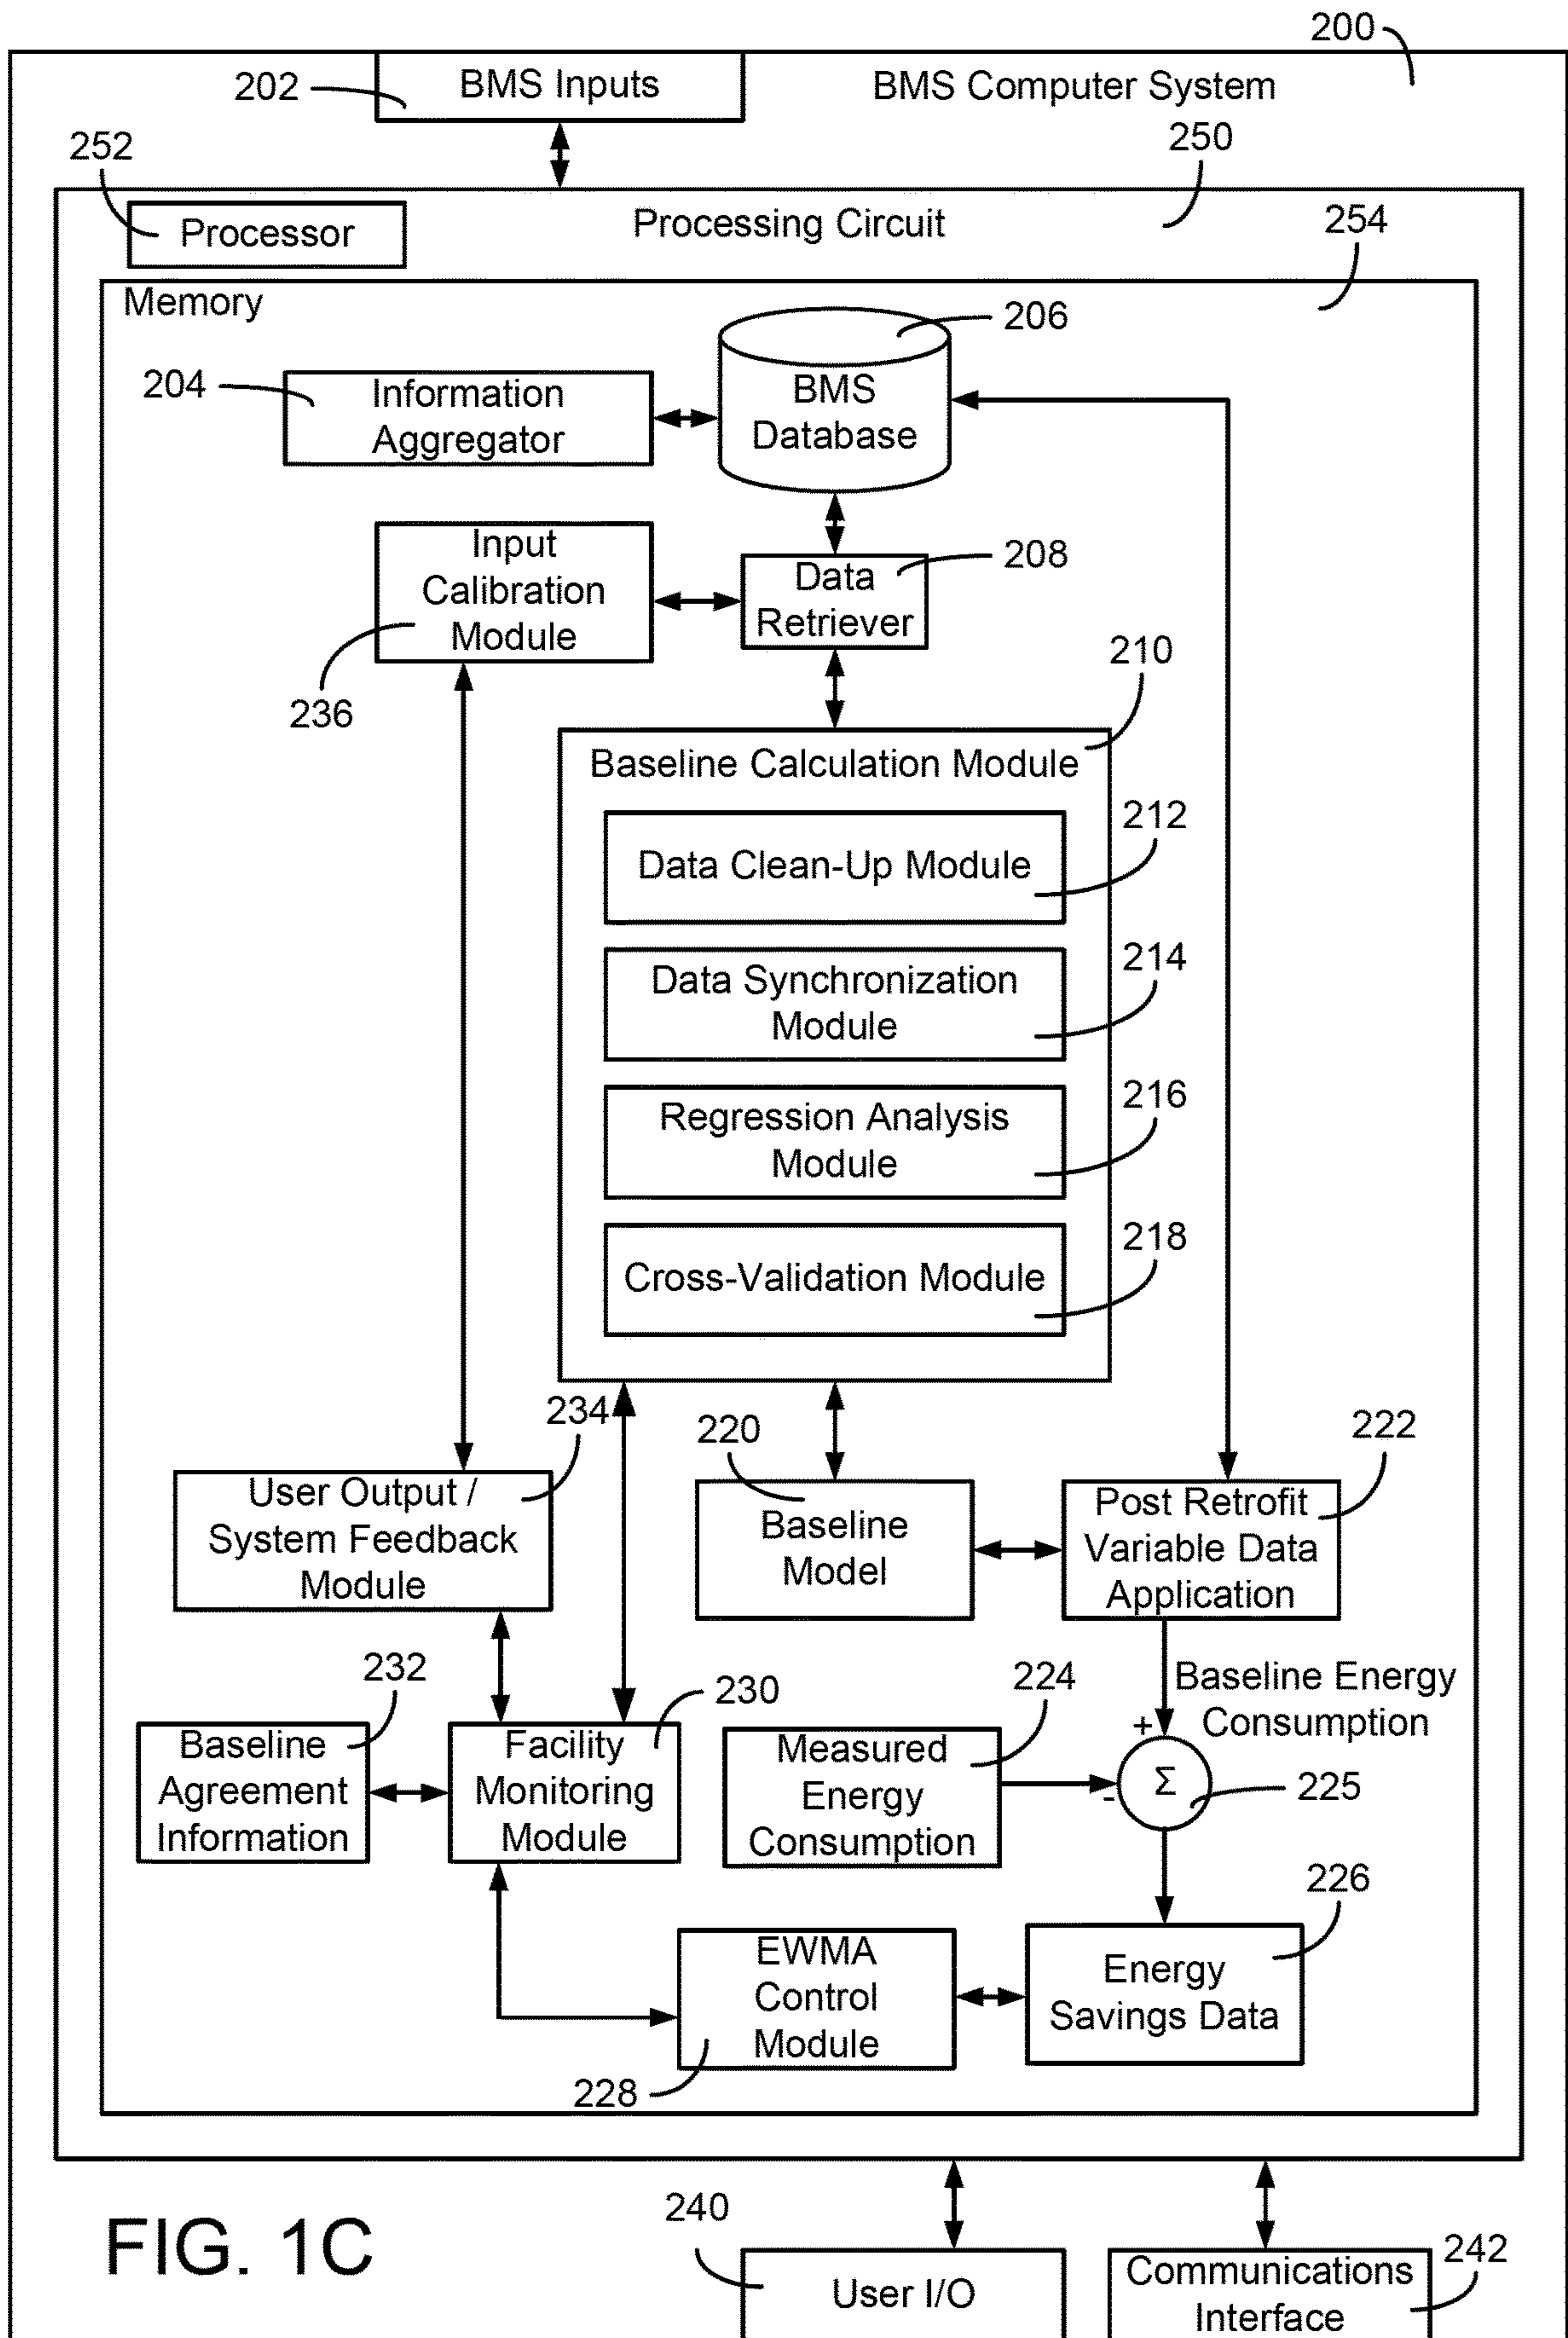 200
202
BMS Inputs
BMS Computer System
252
250
Processor
Processing Circuit
254
Memory
206
204
Information
Aggregator
BMS
Database
Input
Calibration
Module
236
Data
Retriever
208
210
Baseline Calculation Module
212
Data Clean-Up Module
214
Data Synchronization
Module
216
Regression Analysis
Module
218
Cross-Validation Module
234
User Output /
System Feedback
Module
220
Baseline
Model
222
Post Retrofit
Variable Data
Application
232
Baseline
Agreement
Information
230
Facility
Monitoring
Module
224
Measured
Energy
Consumption
Baseline Energy
Consumption
+
-
Σ
225
226
EWMA
Control
Module
228
Energy
Savings Data
FIG. 1C
240
User I/O
242
Communications
Interface